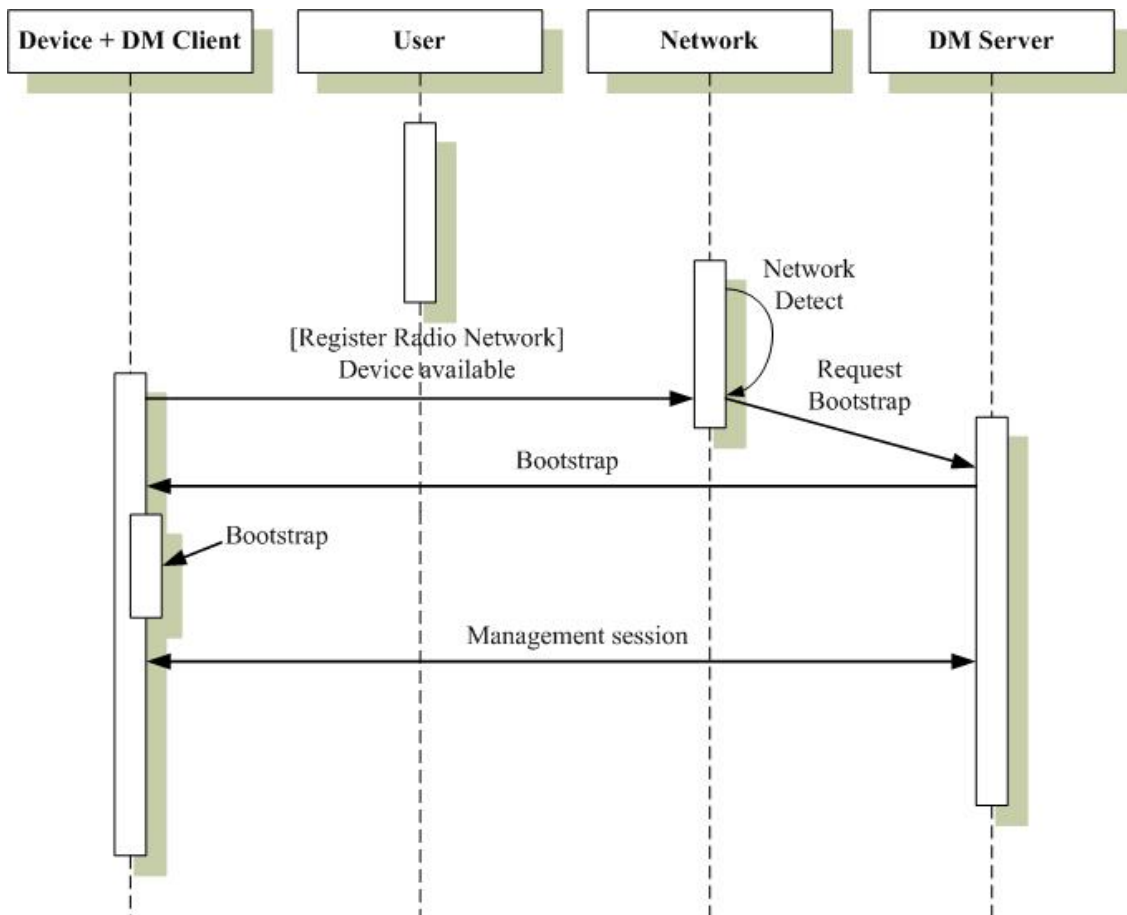 Device + DM Client
User
Network
DM Server
Network
Detect
[Register Radio Network]
Device available
Request
Bootstrap
Bootstrap
Bootstrap
Management session